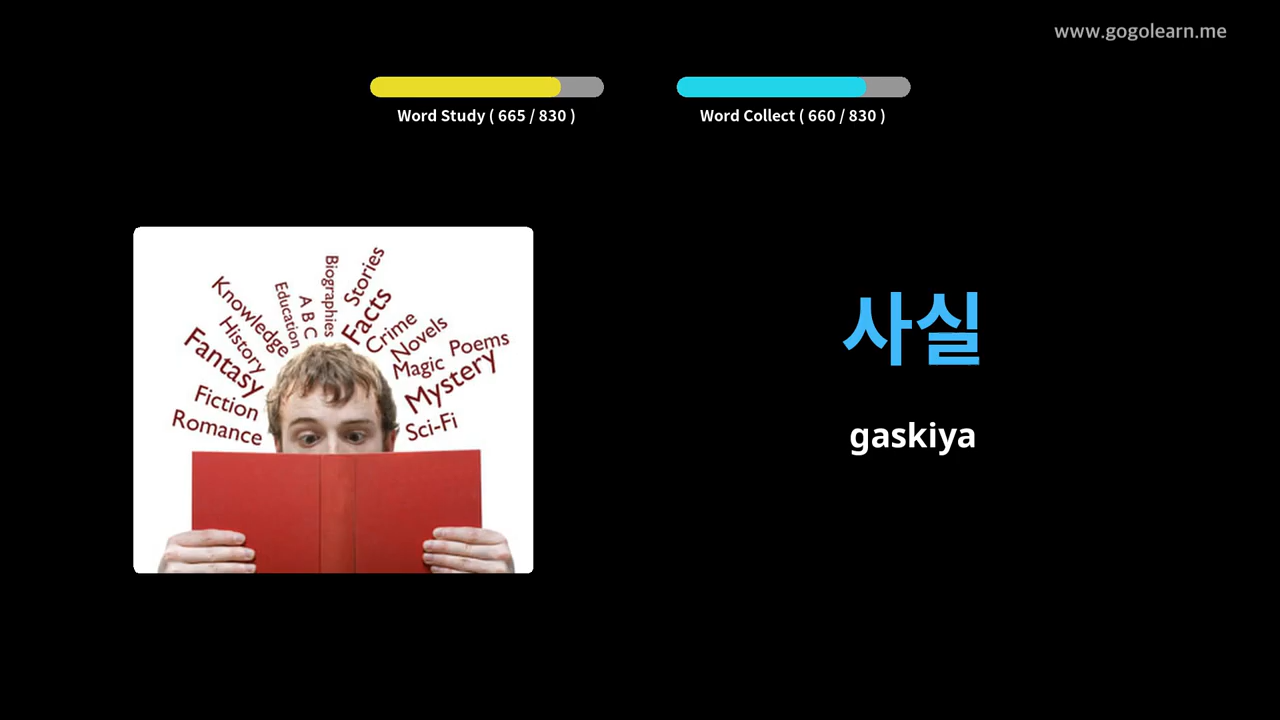 www.gogolearn.me
Word Study ( 665 / 830 )
Word Collect ( 660 / 830 )
Romance
Fiction
Fantasy
History
Knowledge
Education
A B C
Biographies
Stories
Facts
Crime
Novels
Magic
Poems
Mystery
Sci-Fi
사실
gaskiya